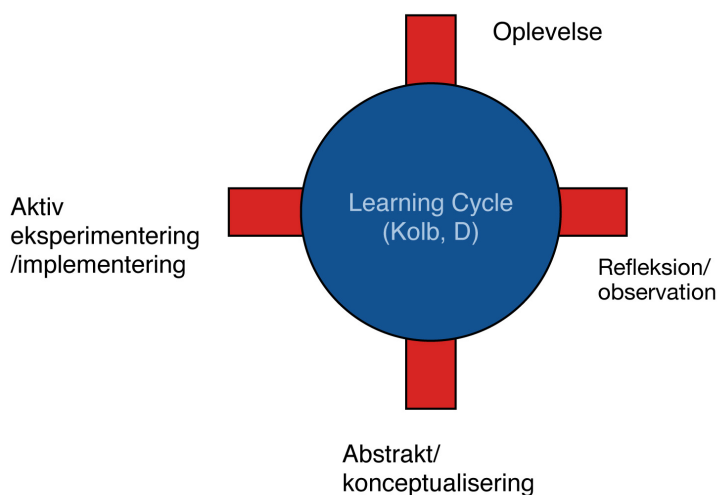 Oplevelse
Learning Cycle
(Kolb, D)
Aktiv
eksperimentering
/implementering
Refleksion/
observation
Abstrakt/
konceptualisering